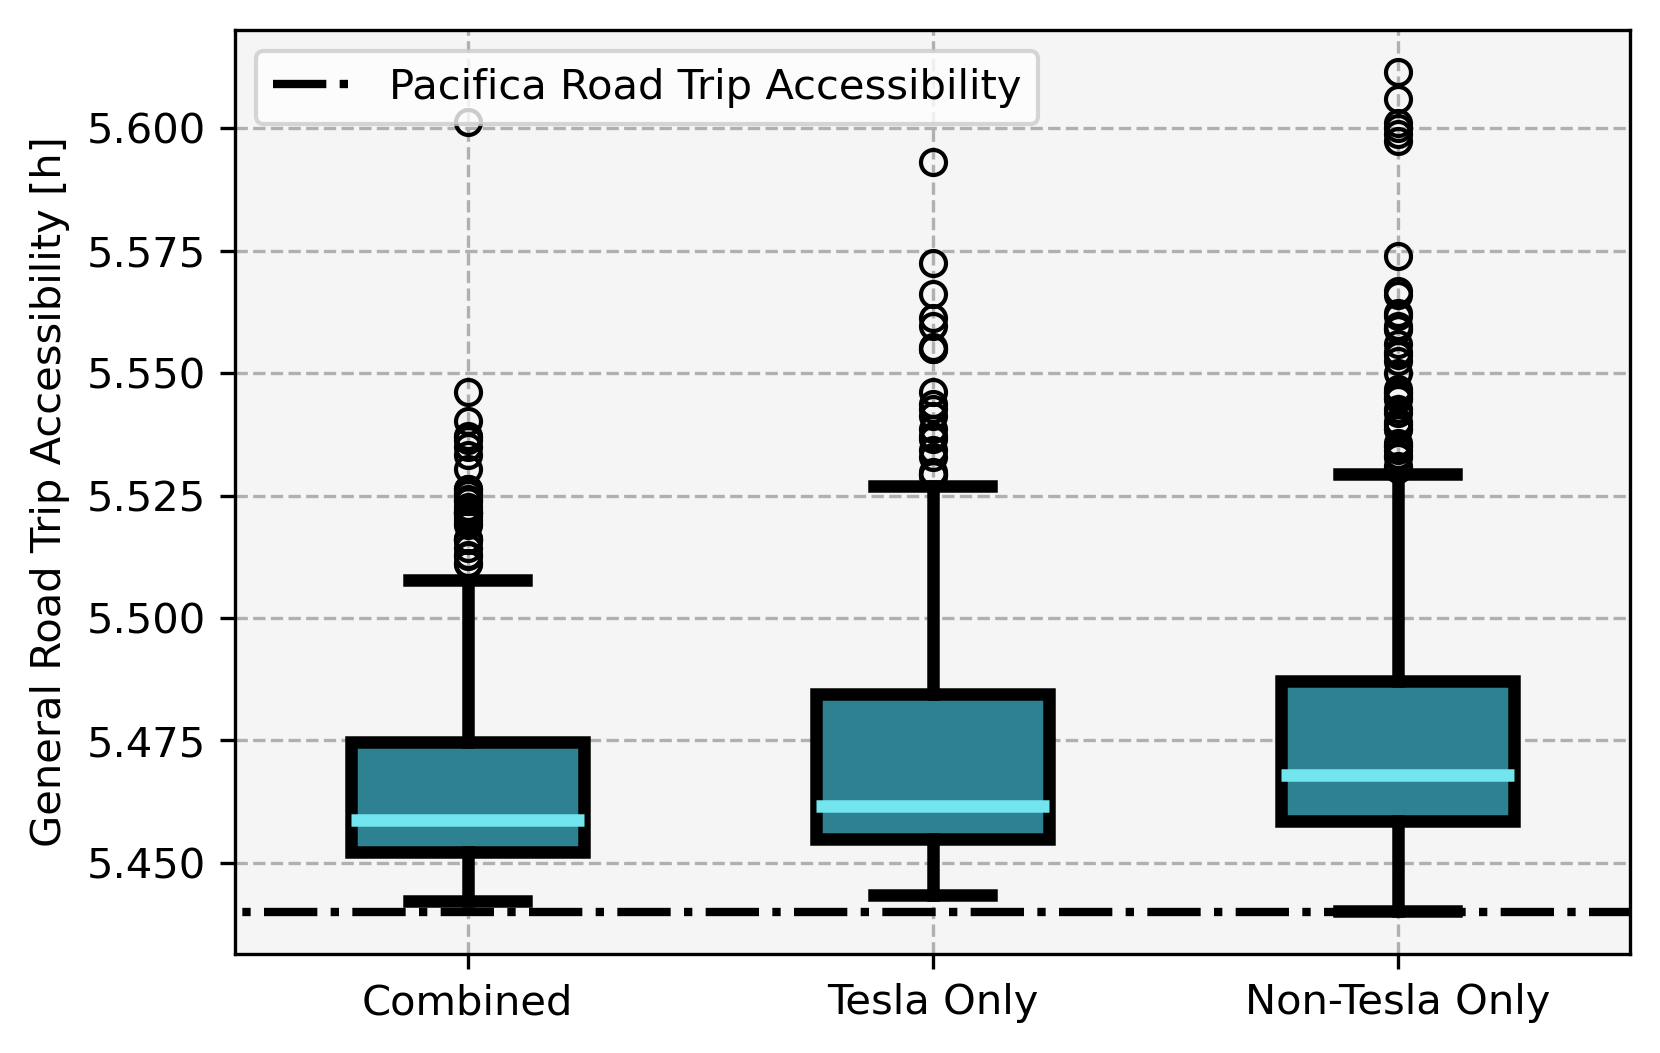 Pacifica Road Trip Accessibility
General Road Trip Accessibility [h]
5.600
5.575
5.550
5.525
5.500
5.475
5.450
Combined
Tesla Only
Non-Tesla Only